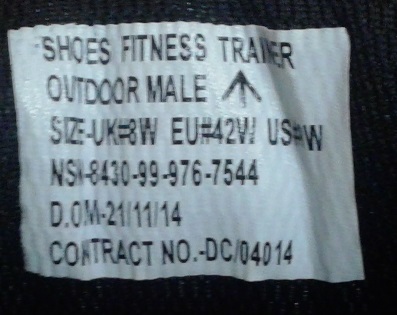 SHOES FITNESS TRAINER
OUTDOOR MALE
SIZE-UK#8W EU#42W
NSN-8430-99-976-7544
D.OM-21/11/14
CONTRACT NO.-DC/04014